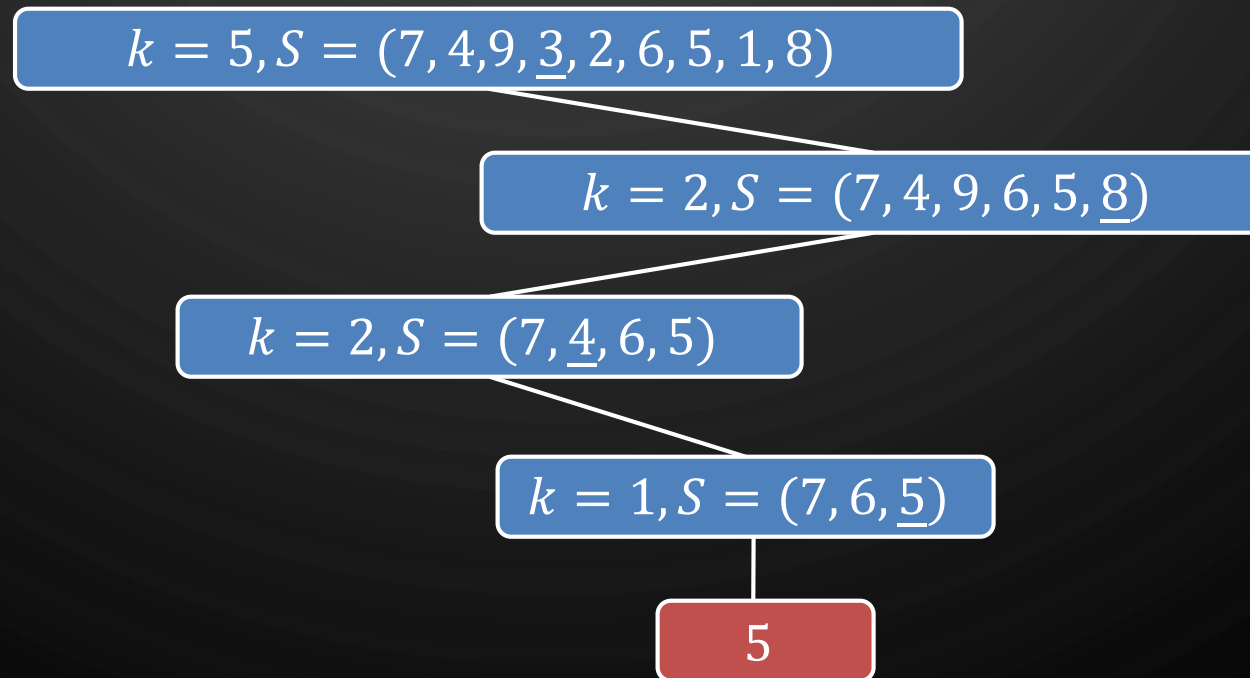 k = 5, S = (7, 4,9, 3, 2, 6, 5, 1, 8)
k = 2, S = (7, 4, 9, 6, 5, 8)
k = 2, S = (7, 4, 6, 5)
k = 1, S = (7, 6, 5)
5